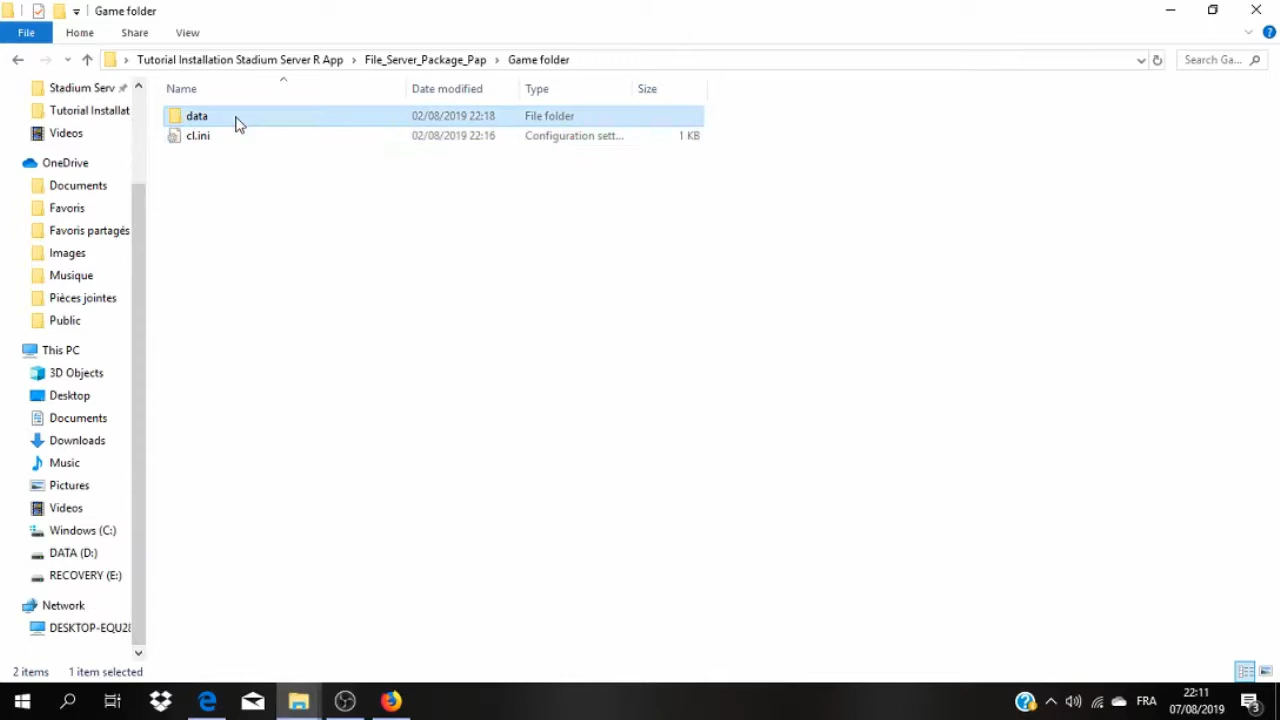 Game folder
File Home Share View
Tutorial Installation Stadium Server R App File_Server_Package_Pap Game folder Search Ga...
Name Date modified Type Size
data 02/08/2019 22:18 File folder
cl.ini 02/08/2019 22:16 Configuration sett... 1 KB
Stadium Serv
Tutorial Installat
Videos
OneDrive
Documents
Favoris
Favoris partagés
Images
Musique
Pièces jointes
Public
This PC
3D Objects
Desktop
Documents
Downloads
Music
Pictures
Videos
Windows (C:)
DATA (D:)
RECOVERY (E:)
Network
DESKTOP-EQU28
2 items 1 item selected
FRA
22:11
07/08/2019
3